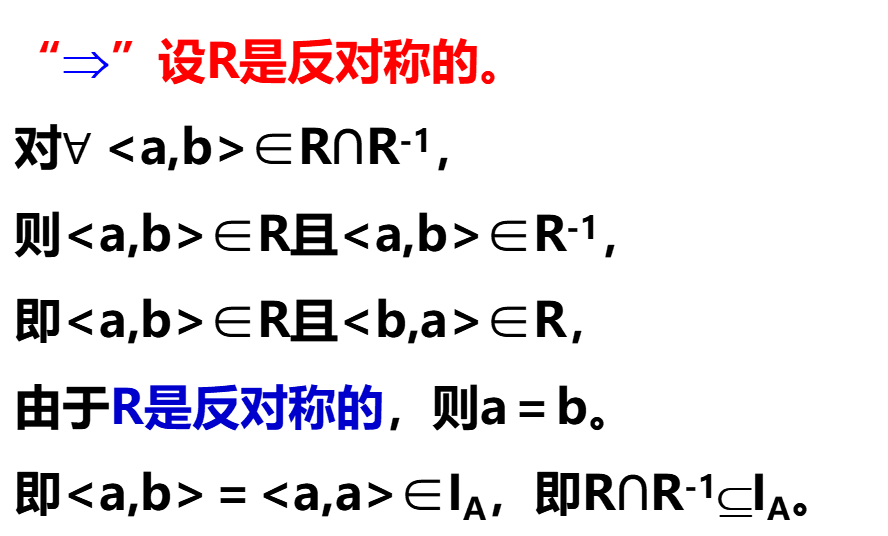 “⇒”设R是反对称的。
对∀ <a,b>∈R∩R⁻¹，
则<a,b>∈R且<a,b>∈R⁻¹，
即<a,b>∈R且<b,a>∈R，
由于R是反对称的，则a＝b。
即<a,b>＝<a,a>∈I_A，即R∩R⁻¹⊆I_A。